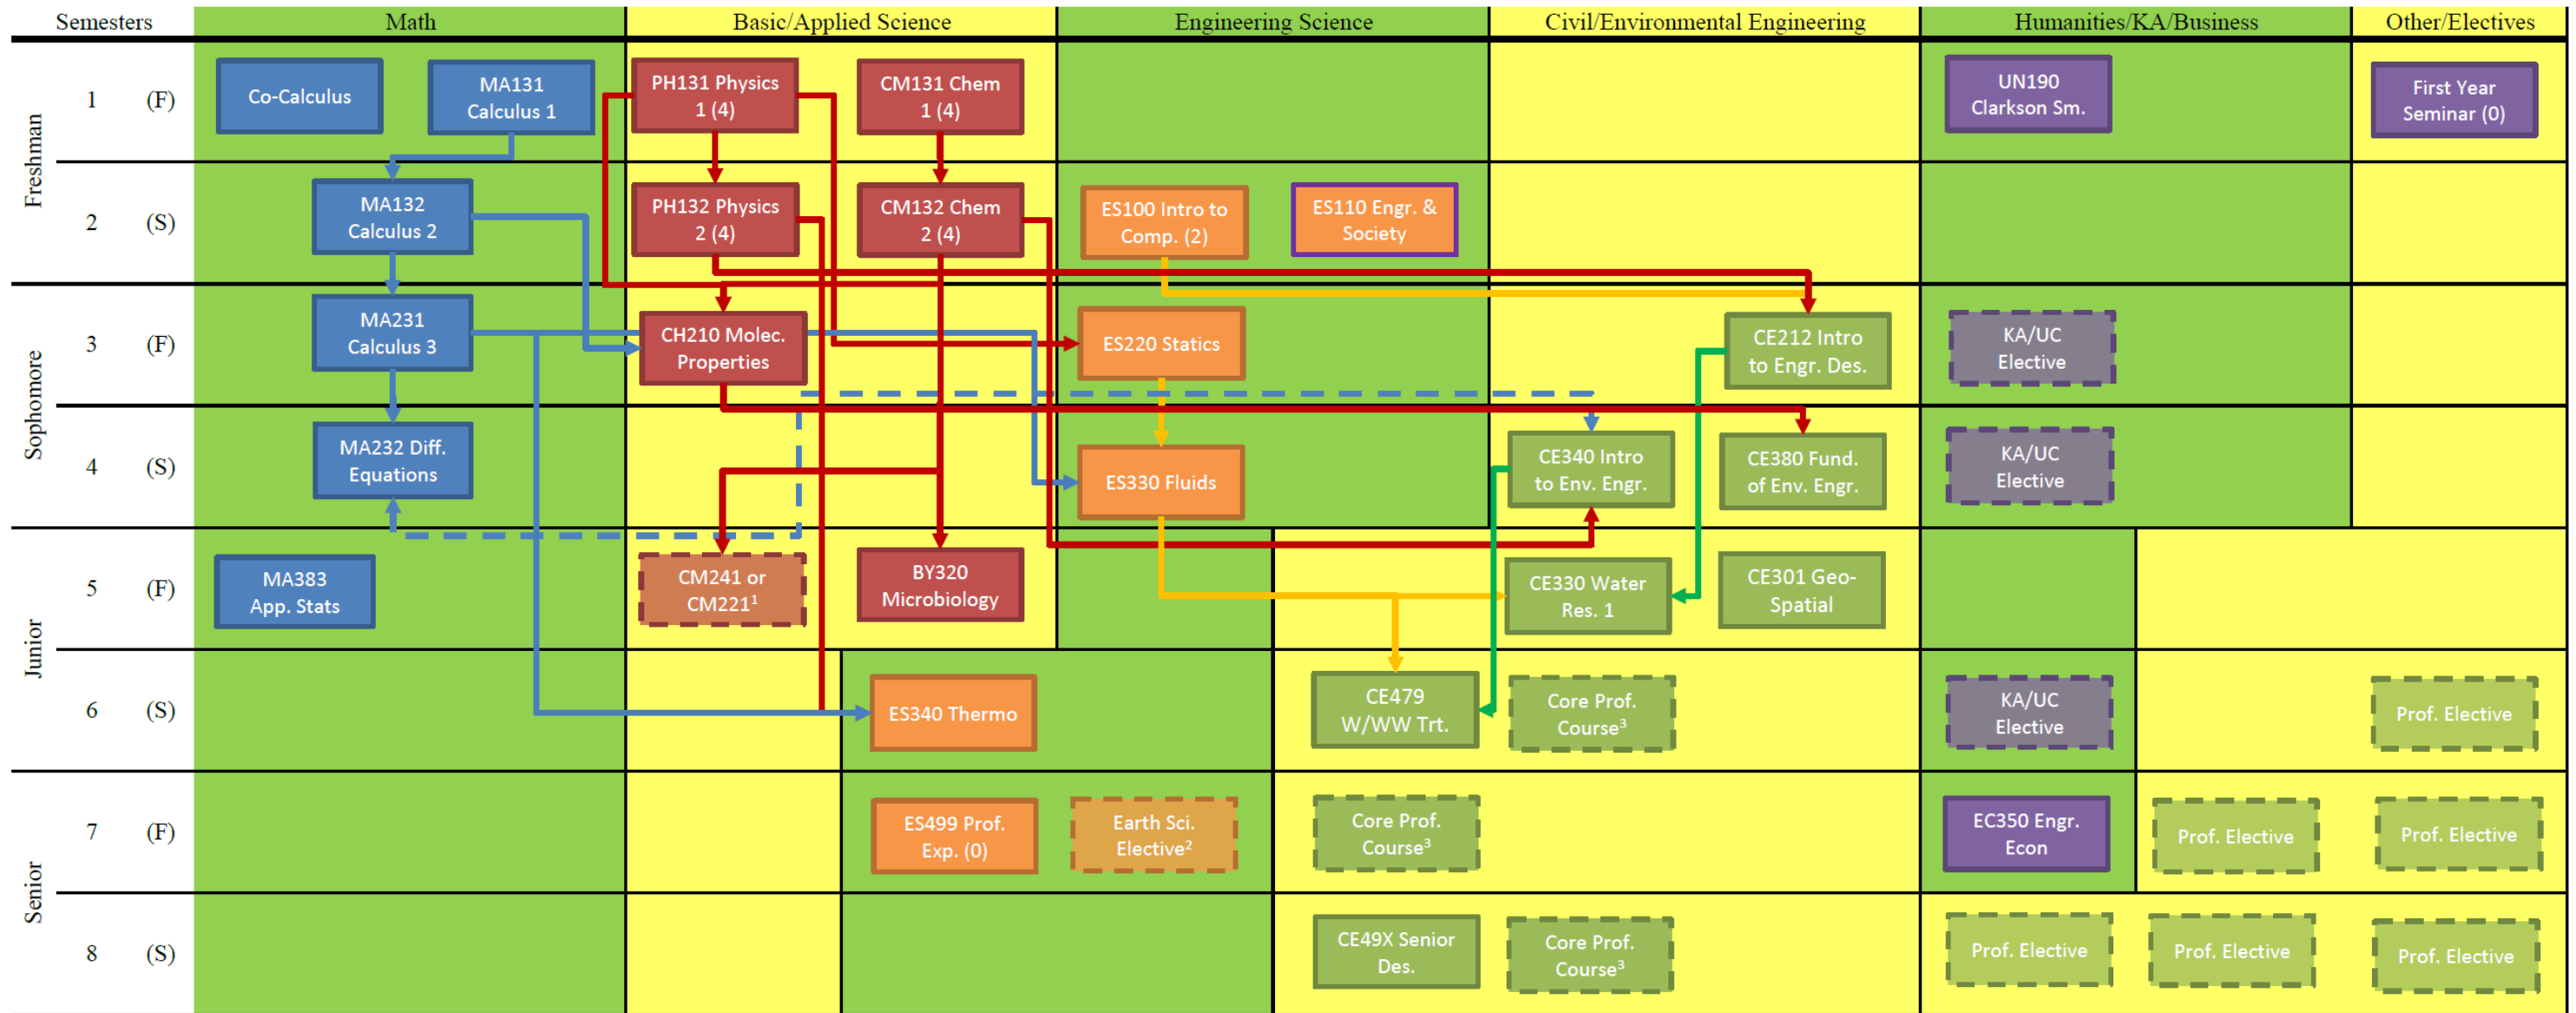 Semesters
Math
Basic/Applied Science
Engineering Science
Civil/Environmental Engineering
Humanities/KA/Business
Other/Electives
Freshman
1 (F)
Co-Calculus
MA131
Calculus 1
PH131 Physics
1 (4)
CM131 Chem
1 (4)
UN190
Clarkson Sm.
First Year
Seminar (0)
2 (S)
MA132
Calculus 2
PH132 Physics
2 (4)
CM132 Chem
2 (4)
ES100 Intro to
Comp. (2)
ES110 Engr. &
Society
Sophomore
3 (F)
MA231
Calculus 3
CH210 Molec.
Properties
ES220 Statics
CE212 Intro
to Engr. Des.
KA/UC
Elective
4 (S)
MA232 Diff.
Equations
ES330 Fluids
CE340 Intro
to Env. Engr.
CE380 Fund.
of Env. Engr.
KA/UC
Elective
Junior
5 (F)
MA383
App. Stats
CM241 or
CM221¹
BY320
Microbiology
CE330 Water
Res. 1
CE301 Geo-
Spatial
6 (S)
ES340 Thermo
CE479
W/WW Trt.
Core Prof.
Course³
KA/UC
Elective
Prof. Elective
Senior
7 (F)
ES499 Prof.
Exp. (0)
Earth Sci.
Elective²
Core Prof.
Course³
EC350 Engr.
Econ
Prof. Elective
Prof. Elective
8 (S)
CE49X Senior
Des.
Core Prof.
Course³
Prof. Elective
Prof. Elective
Prof. Elective